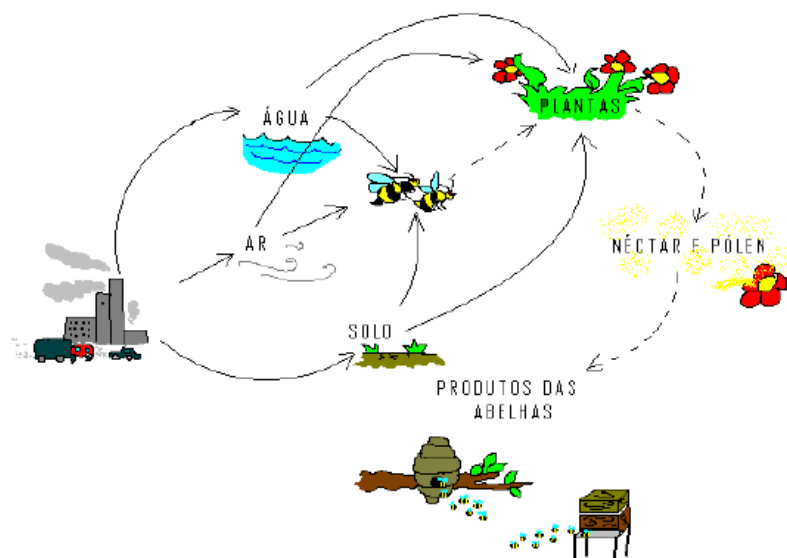 ÁGUA
PLANTAS
AR
NÉCTAR E PÓLEN
SOLO
PRODUTOS DAS
ABELHAS